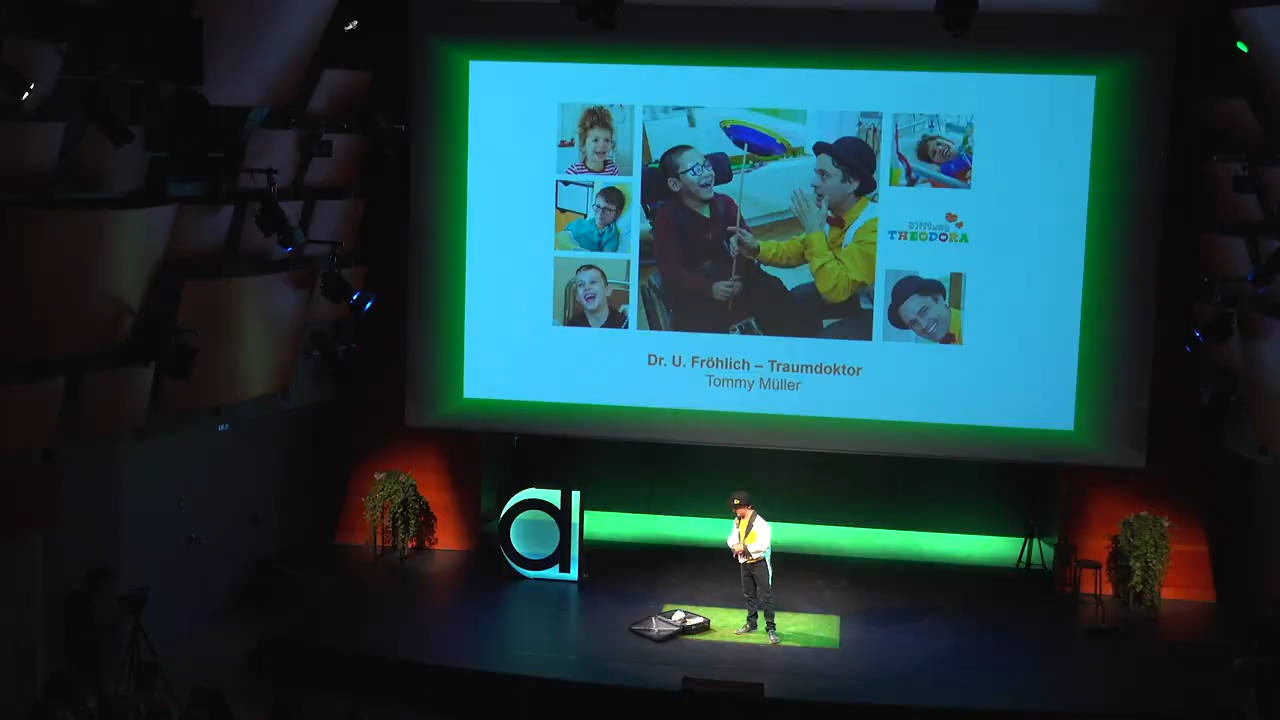 Stiftung
THEODORA
Dr. U. Fröhlich – Traumdoktor
Tommy Müller
a